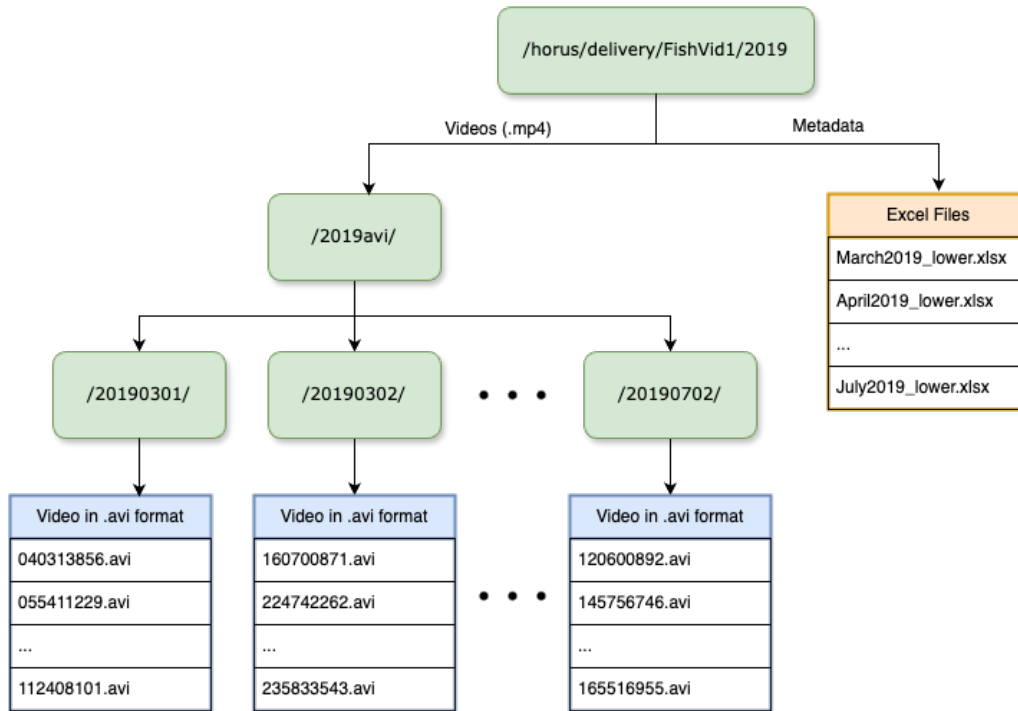 /horus/delivery/FishVid1/2019
Videos (.mp4)
Metadata
/2019avi/
Excel Files
March2019_lower.xlsx
April2019_lower.xlsx
...
July2019_lower.xlsx
/20190301/
/20190302/
/20190702/
Video in .avi format
040313856.avi
055411229.avi
...
112408101.avi
Video in .avi format
160700871.avi
224742262.avi
...
235833543.avi
Video in .avi format
120600892.avi
145756746.avi
...
165516955.avi